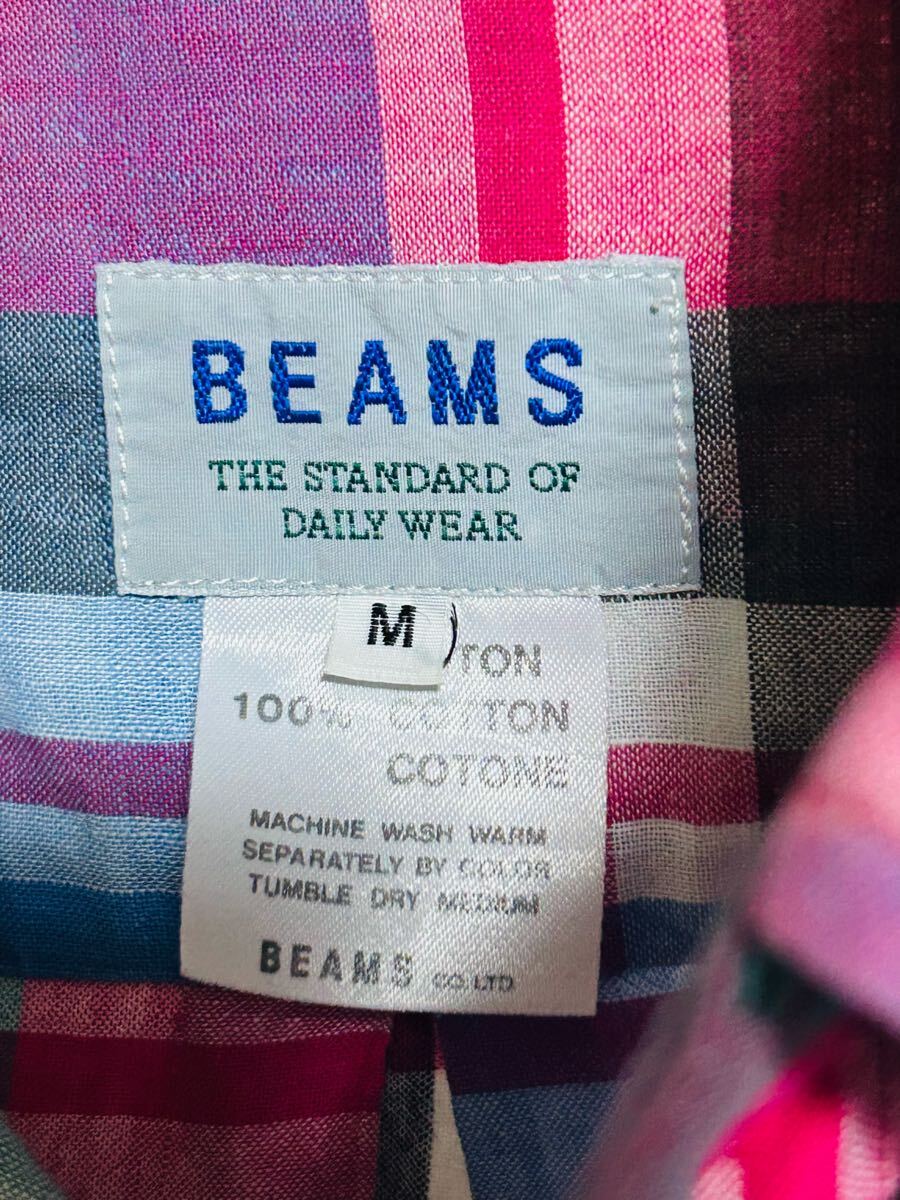 BEAMS
THE STANDARD OF
DAILY WEAR
M
TON
100% COTTON
COTONE
MACHINE WASH WARM
SEPARATELY BY COLOR
TUMBLE DRY MEDIUM
BEAMS CO.LTD.